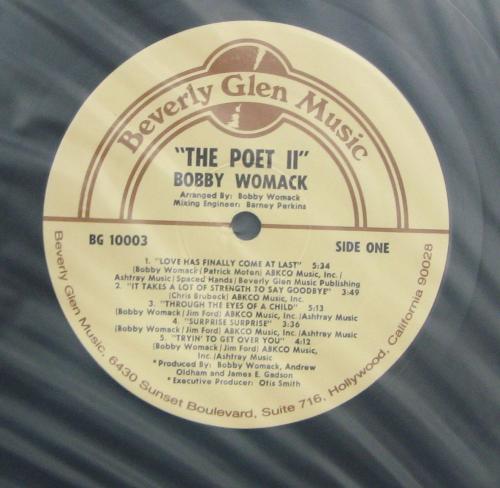 Beverly Glen Music
"THE POET II"
BOBBY WOMACK
Arranged By: Bobby Womack
Mixing Engineer: Barney Perkins
BG 10003
SIDE ONE
1. "LOVE HAS FINALLY COME AT LAST" 5:34
(Bobby Womack/Patrick Moten) ABKCO Music, Inc./
Ashtray Music/Spaced Hands/Beverly Glen Music Publishing
2. "IT TAKES A LOT OF STRENGTH TO SAY GOODBYE" 3:49
(Chris Brubeck) ABKCO Music, Inc.
3. "THROUGH THE EYES OF A CHILD" 5:13
(Bobby Womack/Jim Ford) ABKCO Music, Inc./Ashtray Music
4. "SURPRISE SURPRISE" 3:36
(Bobby Womack/Jim Ford) ABKCO Music, Inc./Ashtray Music
5. "TRYIN' TO GET OVER YOU" 4:12
(Bobby Womack/Jim Ford) ABKCO Music,
Inc./Ashtray Music
*Produced By: Bobby Womack, Andrew
Oldham and James E. Gadson
*Executive Producer: Otis Smith
Beverly Glen Music, 6430 Sunset Boulevard, Suite 716, Hollywood, California 90028